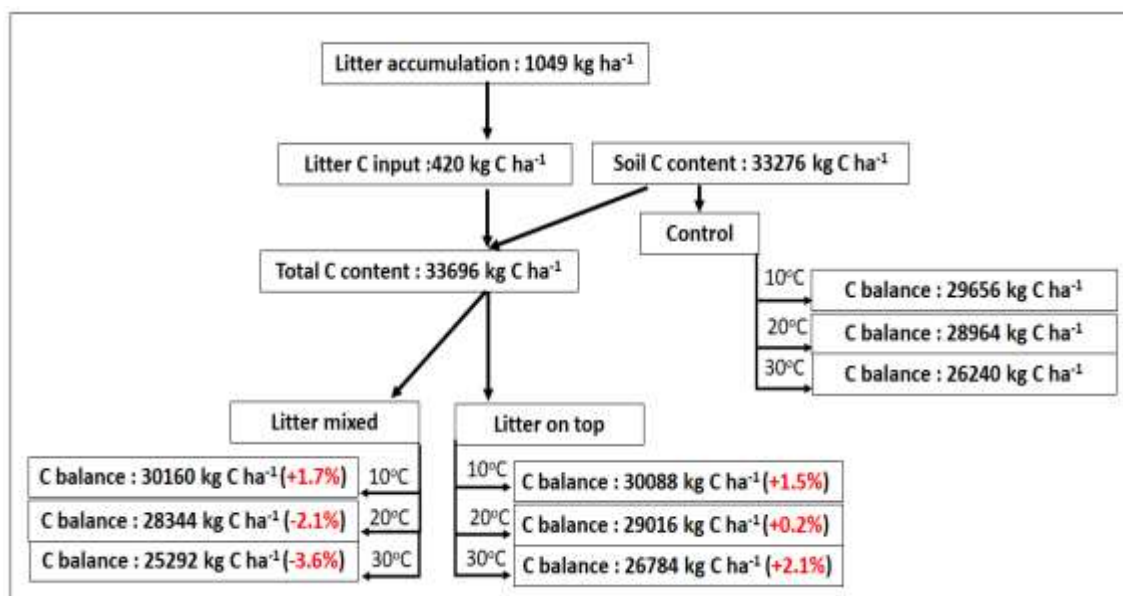 Litter accumulation : 1049 kg ha⁻¹
Litter C input :420 kg C ha⁻¹
Soil C content : 33276 kg C ha⁻¹
Control
Total C content : 33696 kg C ha⁻¹
10°C
C balance : 29656 kg C ha⁻¹
20°C
C balance : 28964 kg C ha⁻¹
30°C
C balance : 26240 kg C ha⁻¹
Litter mixed
Litter on top
C balance : 30160 kg C ha⁻¹ (+1.7%)
10°C
C balance : 28344 kg C ha⁻¹ (-2.1%)
20°C
C balance : 25292 kg C ha⁻¹ (-3.6%)
30°C
10°C
C balance : 30088 kg C ha⁻¹ (+1.5%)
20°C
C balance : 29016 kg C ha⁻¹ (+0.2%)
30°C
C balance : 26784 kg C ha⁻¹ (+2.1%)